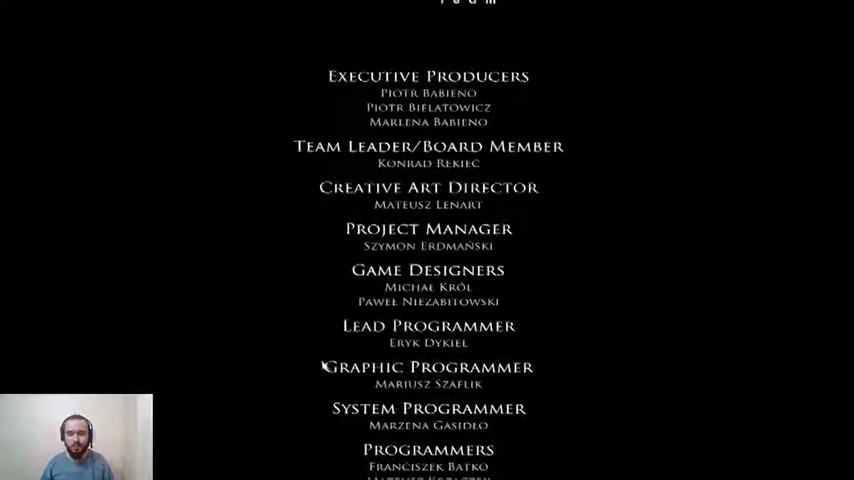 Executive Producers
Piotr Babieno
Piotr Bielatowicz
Marlena Babieno
Team Leader/Board Member
Konrad Rekieć
Creative Art Director
Mateusz Lenart
Project Manager
Szymon Erdmański
Game Designers
Michał Król
Paweł Niezabitowski
Lead Programmer
Eryk Dykiel
Graphic Programmer
Mariusz Szaflik
System Programmer
Marzena Gasidło
Programmers
Franciszek Batko